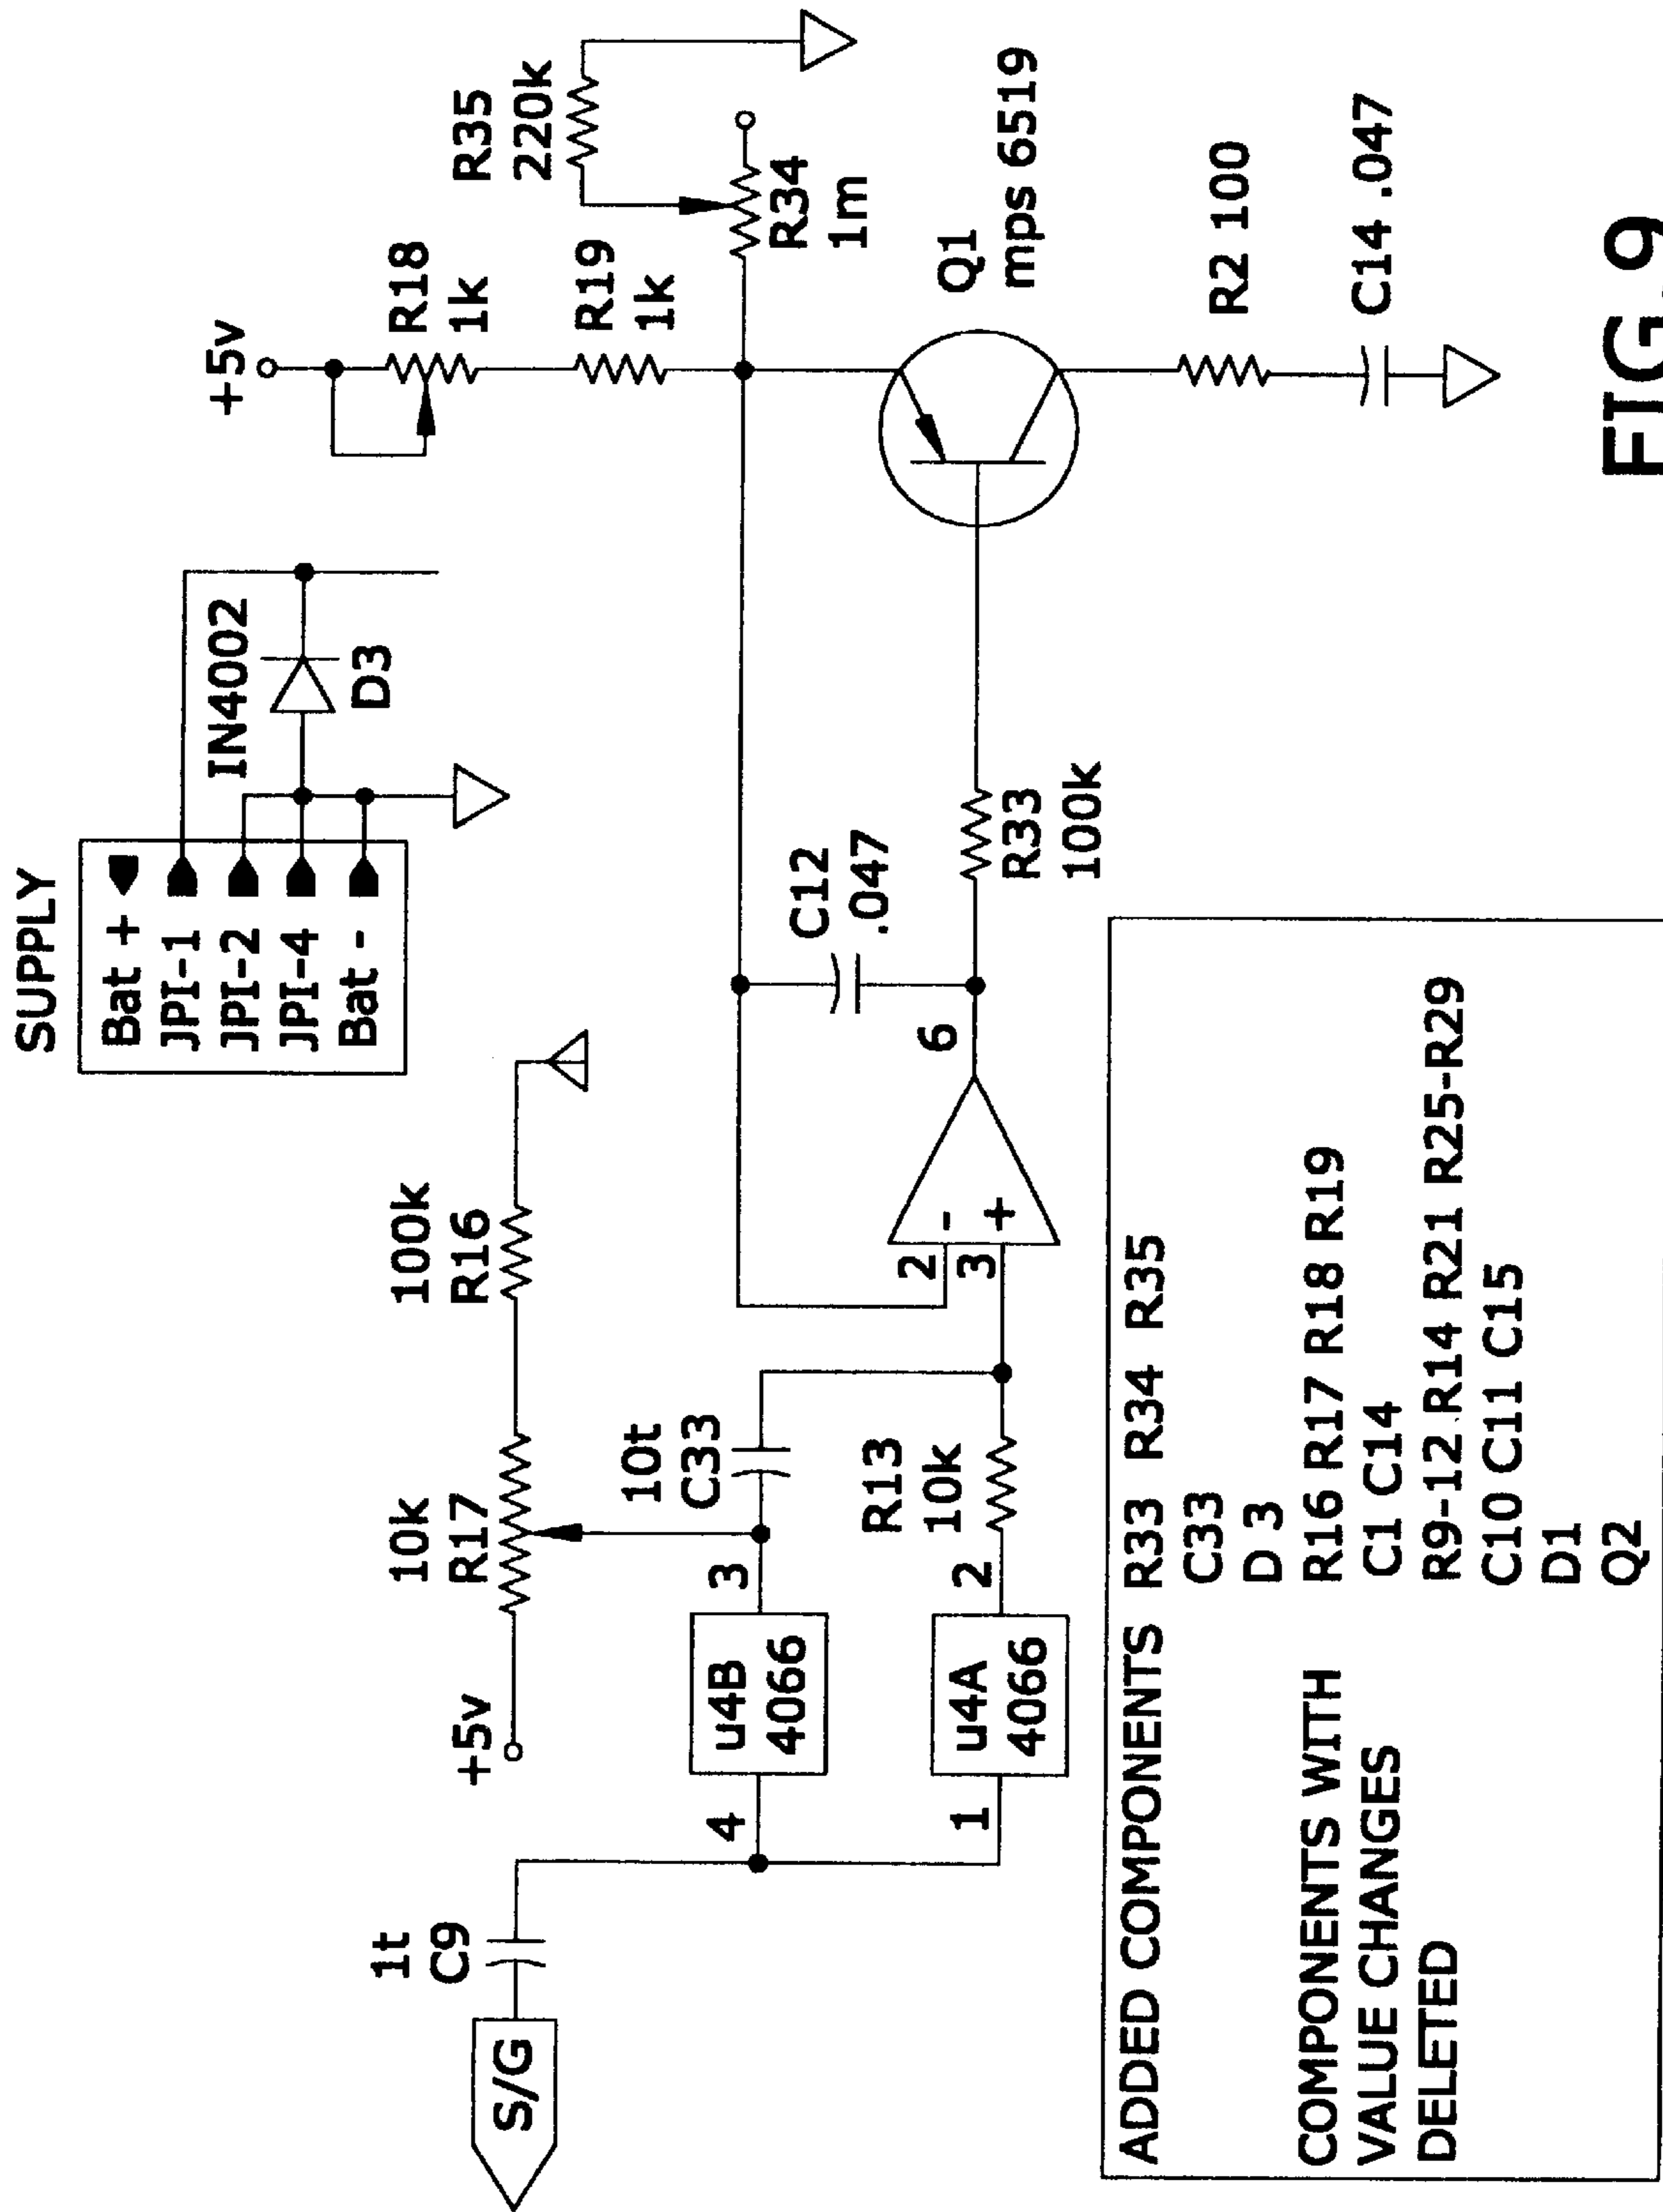 SUPPLY
Bat +
JPI-1
JPI-2
JPI-4
Bat -
IN4002
D3
+5v
R18
1k
R19
1k
R35
220k
R34
1m
Q1
mps 6519
R2 100
C14 .047
1t
C9
S/G
+5v
10k
R17
100k
R16
10t
C33
4
u4B
4066
3
1
u4A
4066
2
R13
10k
2
-
3
+
6
C12
.047
R33
100k
ADDED COMPONENTS R33 R34 R35
C33
D 3
COMPONENTS WITH R16 R17 R18 R19
VALUE CHANGES C1 C14
DELETED R9-12 R14 R21 R25-R29
C10 C11 C15
D1
Q2
FIG.9